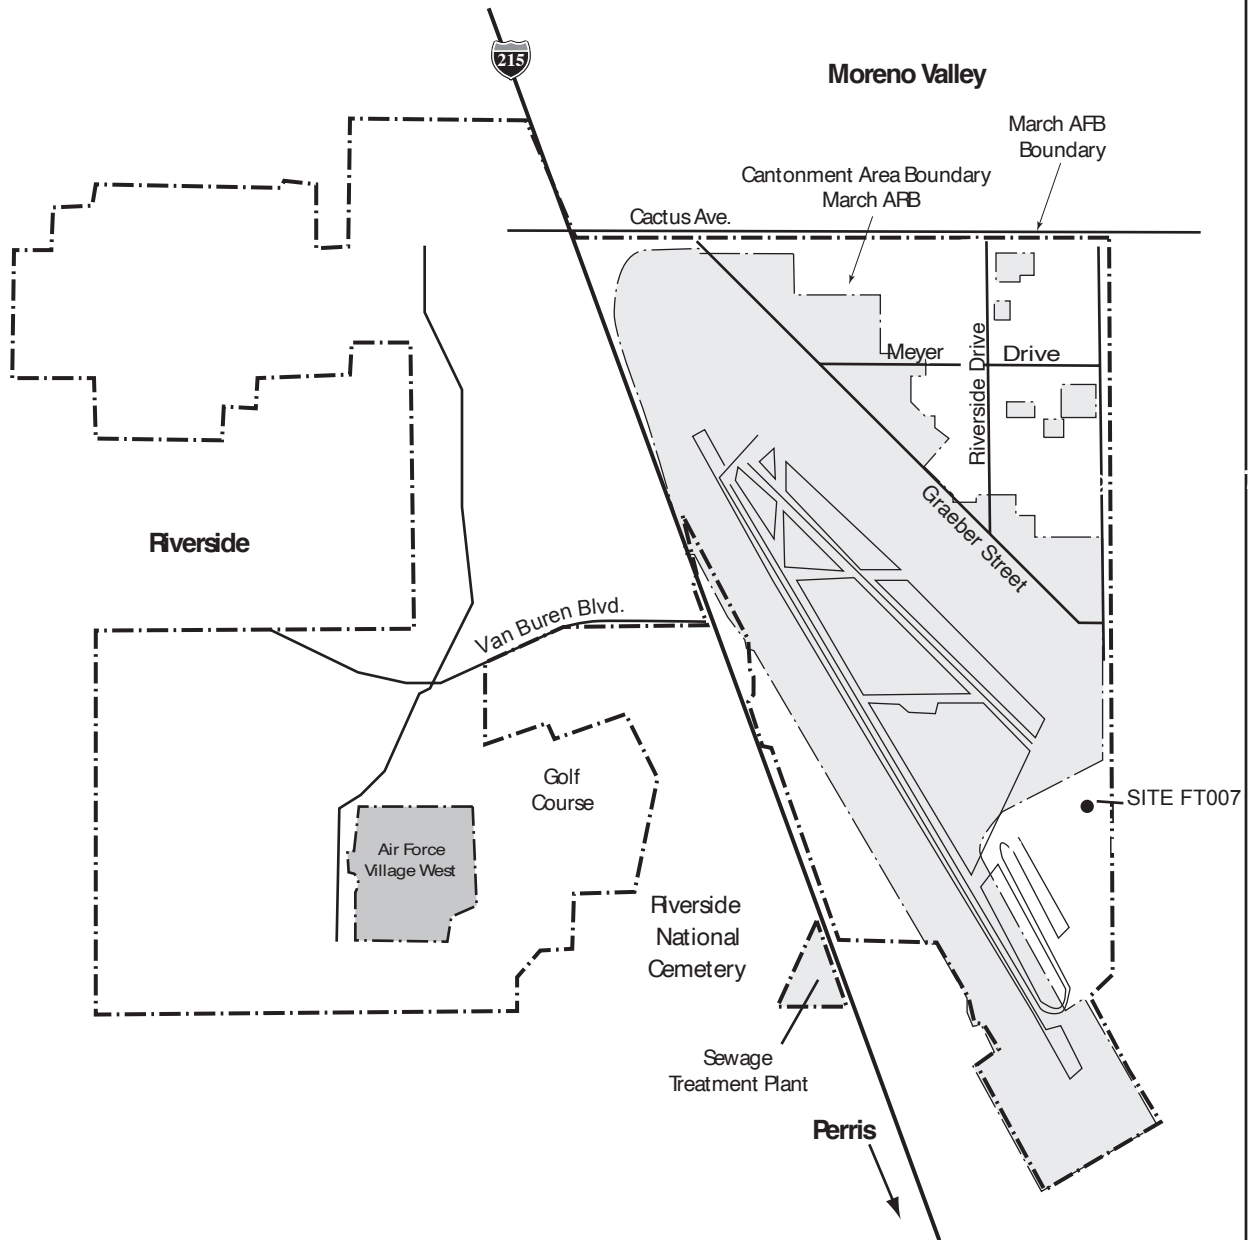 215
Moreno Valley
March AFB
Boundary
Cantonment Area Boundary
March ARB
Cactus Ave.
Meyer
Drive
Riverside Drive
Graeber Street
Riverside
Van Buren Blvd.
Golf
Course
SITE FT007
Air Force
Village West
Riverside
National
Cemetery
Sewage
Treatment Plant
Perris